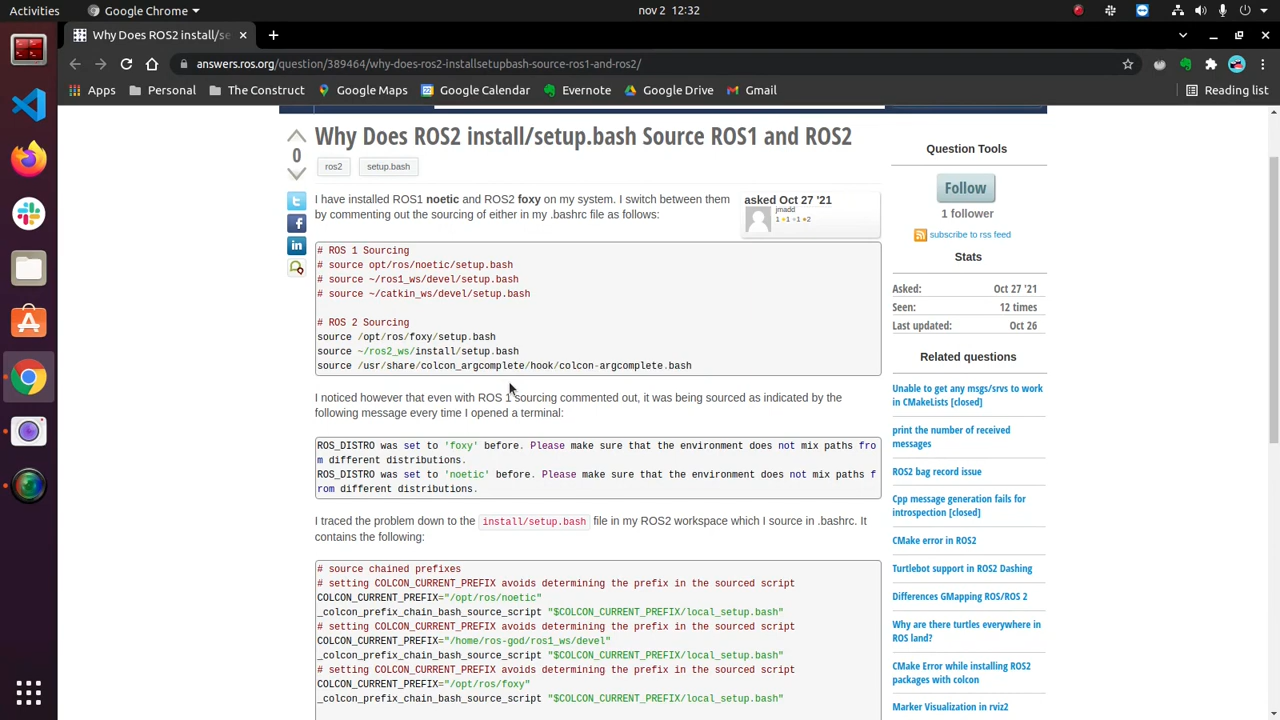 Activities
Google Chrome
nov 2 12:32
Why Does ROS2 install/se
answers.ros.org/question/389464/why-does-ros2-installsetupbash-source-ros1-and-ros2/
Apps
Personal
The Construct
Google Maps
Google Calendar
Evernote
Google Drive
Gmail
Reading list
Why Does ROS2 install/setup.bash Source ROS1 and ROS2
0
ros2
setup.bash
I have installed ROS1 noetic and ROS2 foxy on my system. I switch between them
by commenting out the sourcing of either in my .bashrc file as follows:
asked Oct 27 '21
jmadd
1 ●1 ●1 ●2
# ROS 1 Sourcing
# source opt/ros/noetic/setup.bash
# source ~/ros1_ws/devel/setup.bash
# source ~/catkin_ws/devel/setup.bash
# ROS 2 Sourcing
source /opt/ros/foxy/setup.bash
source ~/ros2_ws/install/setup.bash
source /usr/share/colcon_argcomplete/hook/colcon-argcomplete.bash
I noticed however that even with ROS 1 sourcing commented out, it was being sourced as indicated by the
following message every time I opened a terminal:
ROS_DISTRO was set to 'foxy' before. Please make sure that the environment does not mix paths fro
m different distributions.
ROS_DISTRO was set to 'noetic' before. Please make sure that the environment does not mix paths f
rom different distributions.
I traced the problem down to the install/setup.bash file in my ROS2 workspace which I source in .bashrc. It
contains the following:
# source chained prefixes
# setting COLCON_CURRENT_PREFIX avoids determining the prefix in the sourced script
COLCON_CURRENT_PREFIX="/opt/ros/noetic"
_colcon_prefix_chain_bash_source_script "$COLCON_CURRENT_PREFIX/local_setup.bash"
# setting COLCON_CURRENT_PREFIX avoids determining the prefix in the sourced script
COLCON_CURRENT_PREFIX="/home/ros-god/ros1_ws/devel"
_colcon_prefix_chain_bash_source_script "$COLCON_CURRENT_PREFIX/local_setup.bash"
# setting COLCON_CURRENT_PREFIX avoids determining the prefix in the sourced script
COLCON_CURRENT_PREFIX="/opt/ros/foxy"
_colcon_prefix_chain_bash_source_script "$COLCON_CURRENT_PREFIX/local_setup.bash"
Question Tools
Follow
1 follower
subscribe to rss feed
Stats
Asked: Oct 27 '21
Seen: 12 times
Last updated: Oct 26
Related questions
Unable to get any msgs/srvs to work
in CMakeLists [closed]
print the number of received
messages
ROS2 bag record issue
Cpp message generation fails for
introspection [closed]
CMake error in ROS2
Turtlebot support in ROS2 Dashing
Differences GMapping ROS/ROS 2
Why are there turtles everywhere in
ROS land?
CMake Error while installing ROS2
packages with colcon
Marker Visualization in rviz2